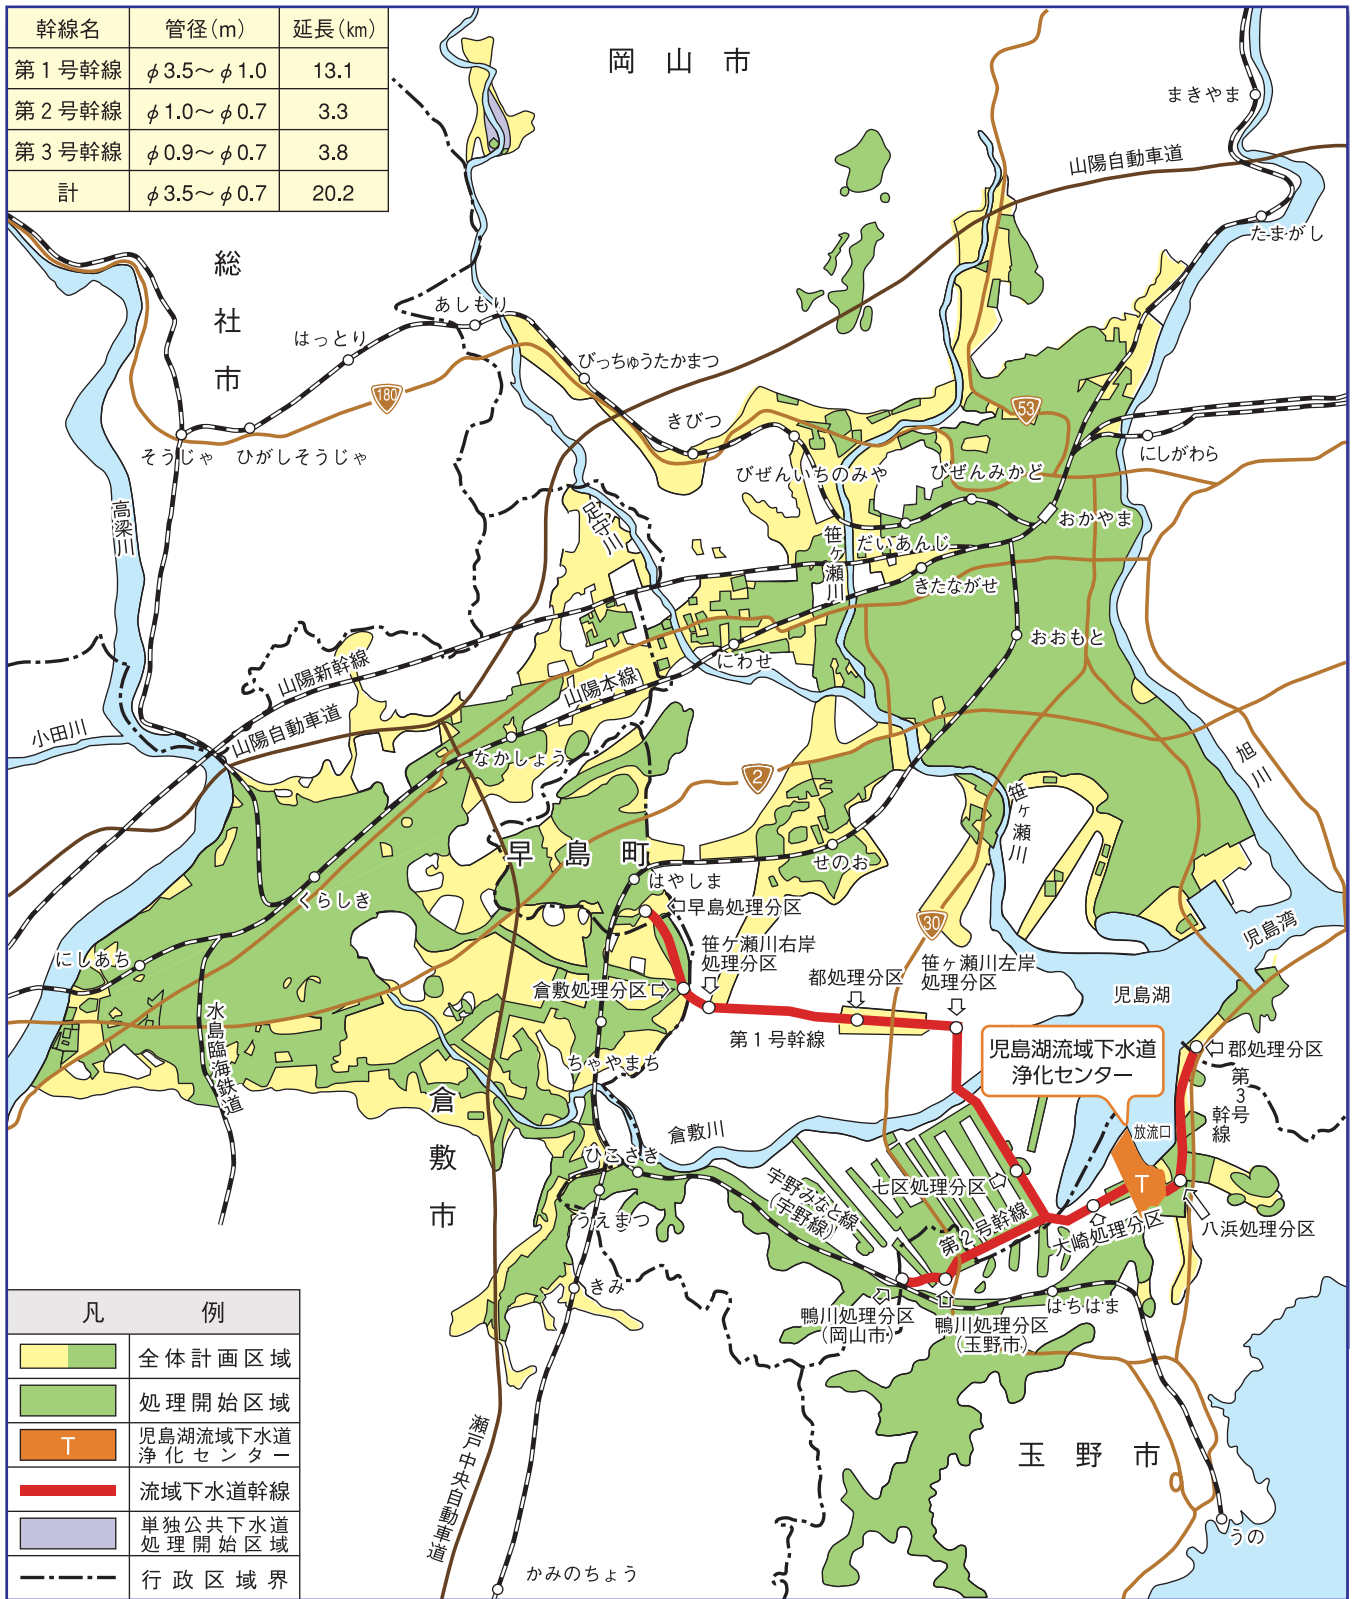 幹線名 管径(m) 延長(km)
第1号幹線 φ3.5～φ1.0 13.1
第2号幹線 φ1.0～φ0.7 3.3
第3号幹線 φ0.9～φ0.7 3.8
計 φ3.5～φ0.7 20.2
岡山市
まきやま
山陽自動車道
たまがし
総社市
あしもり
はっとり
びっちゅうたかまつ
180
53
きびつ
そうじゃ
ひがしそうじゃ
びぜんいちのみや
びぜんみかど
にしがわら
高梁川
足守川
笹ヶ瀬川
だいあんじ
おかやま
きたながせ
おおもと
にわせ
山陽新幹線
山陽本線
山陽自動車道
小田川
なかしょう
2
旭川
笹ヶ瀬川
早島町
せのお
はやしま
くらしき
早島処理分区
30
児島湾
にしあち
笹ヶ瀬川右岸
処理分区
笹ヶ瀬川左岸
処理分区
都処理分区
倉敷処理分区
児島湖
水島臨海鉄道
第1号幹線
児島湖流域下水道
浄化センター
郡処理分区
第3号幹線
ちゃやまち
倉敷市
倉敷川
放流口
ひこさき
宇野みなと線
(宇野線)
七区処理分区
T
うえまつ
第2号幹線
大崎処理分区
八浜処理分区
きみ
はちはま
鴨川処理分区
(岡山市)
鴨川処理分区
(玉野市)
玉野市
瀬戸中央自動車道
うの
かみのちょう
凡例
全体計画区域
処理開始区域
T
児島湖流域下水道
浄化センター
流域下水道幹線
単独公共下水道
処理開始区域
行政区域界